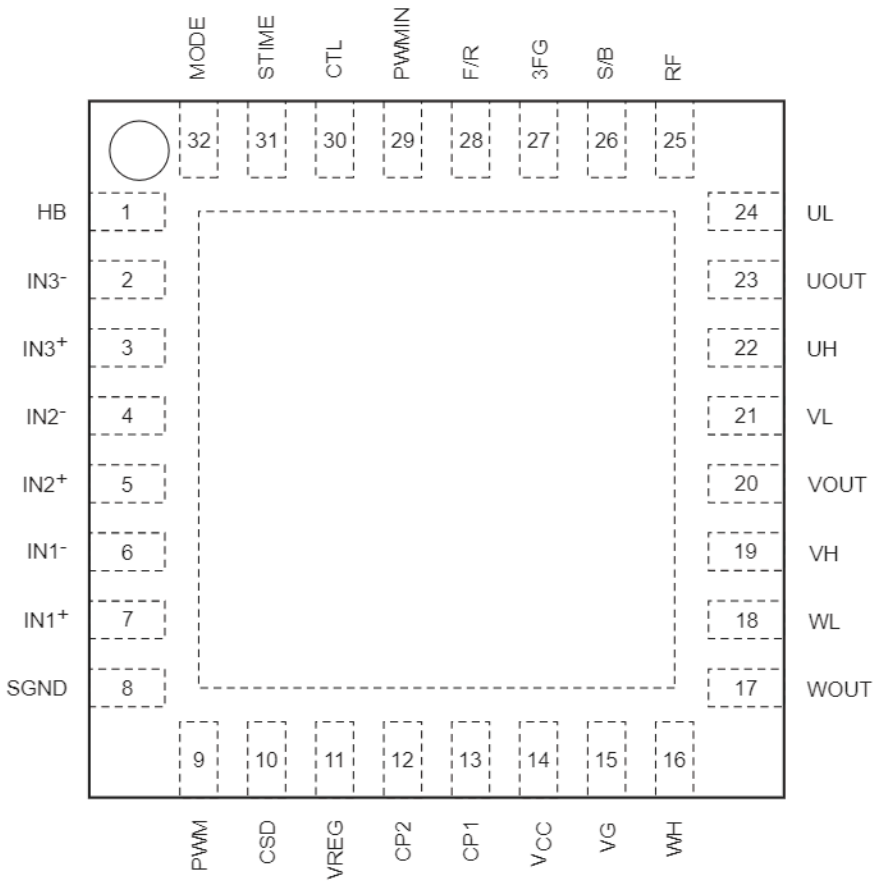 MODE STIME CTL PWMIN F/R 3FG S/B RF
32 31 30 29 28 27 26 25
HB 1 24 UL
IN3- 2 23 UOUT
IN3+ 3 22 UH
IN2- 4 21 VL
IN2+ 5 20 VOUT
IN1- 6 19 VH
IN1+ 7 18 WL
SGND 8 17 WOUT
9 10 11 12 13 14 15 16
PWM CSD VREG CP2 CP1 VCC VG WH